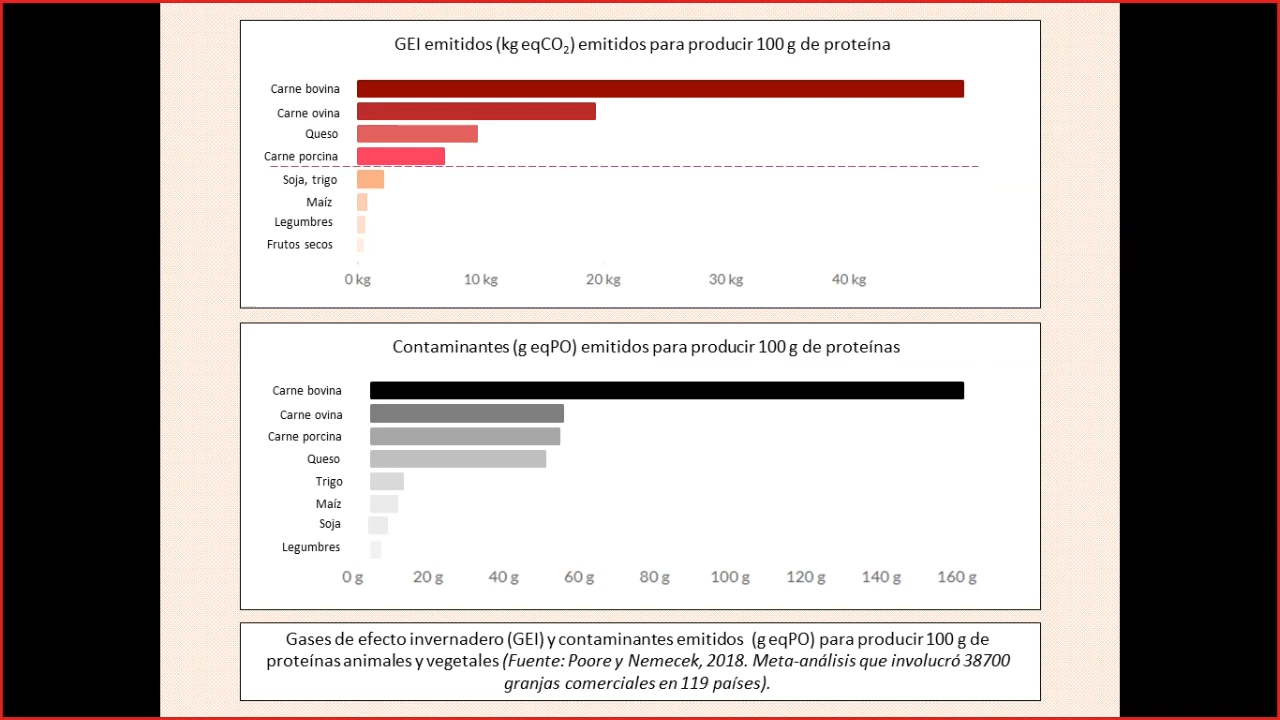 GEI emitidos (kg eqCO₂) emitidos para producir 100 g de proteína
Carne bovina
Carne ovina
Queso
Carne porcina
Soja, trigo
Maíz
Legumbres
Frutos secos
0 kg 10 kg 20 kg 30 kg 40 kg
Contaminantes (g eqPO) emitidos para producir 100 g de proteínas
Carne bovina
Carne ovina
Carne porcina
Queso
Trigo
Maíz
Soja
Legumbres
0 g 20 g 40 g 60 g 80 g 100 g 120 g 140 g 160 g
Gases de efecto invernadero (GEI) y contaminantes emitidos (g eqPO) para producir 100 g de
proteínas animales y vegetales (Fuente: Poore y Nemecek, 2018. Meta-análisis que involucró 38700
granjas comerciales en 119 países).